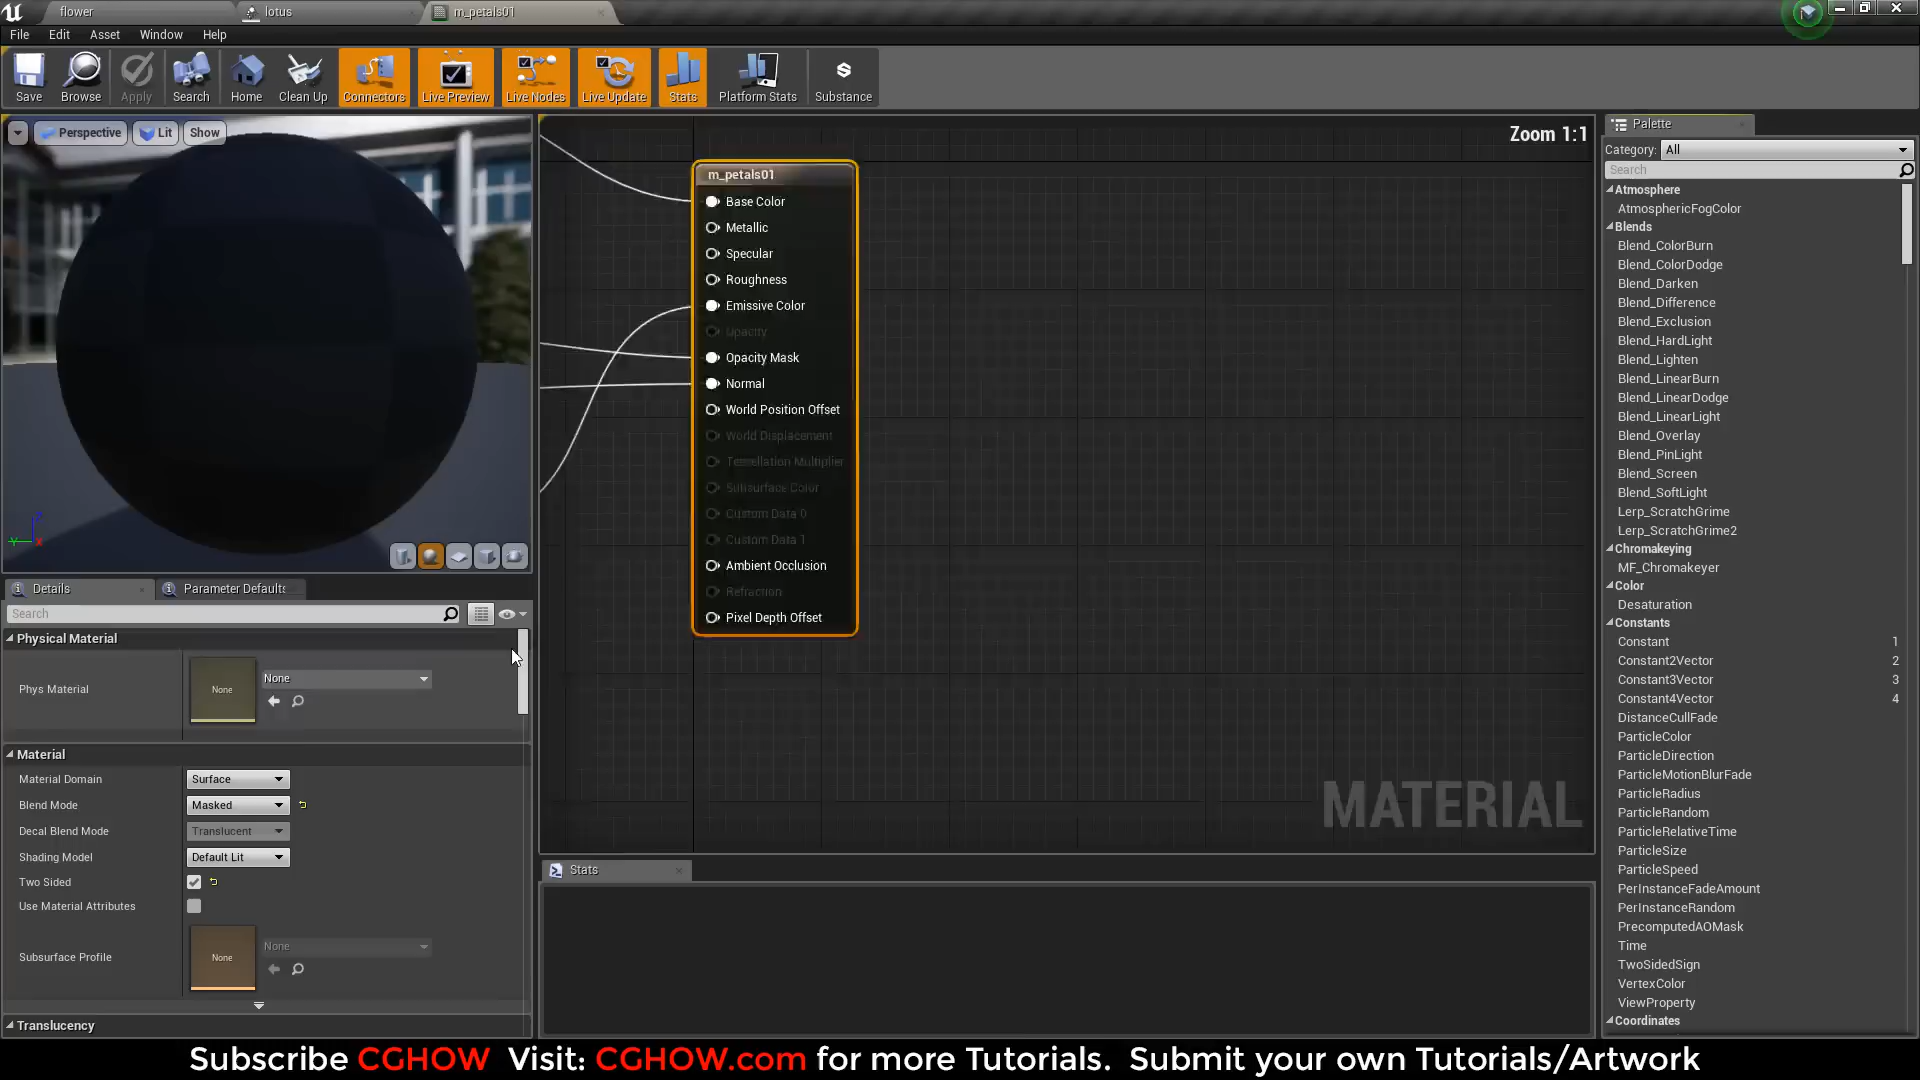 flower
lotus
m_petals01
File Edit Asset Window Help
Save Browse Apply Search Home Clean Up Connectors Live Preview Live Nodes Live Update Stats Platform Stats Substance
Perspective Lit Show
Zoom 1:1
m_petals01
Base Color
Metallic
Specular
Roughness
Emissive Color
Opacity
Opacity Mask
Normal
World Position Offset
World Displacement
Tessellation Multiplier
Subsurface Color
Custom Data 0
Custom Data 1
Ambient Occlusion
Refraction
Pixel Depth Offset
MATERIAL
Details
Parameter Defaults
Search
Physical Material
Phys Material None None
Material
Material Domain Surface
Blend Mode Masked
Decal Blend Mode Translucent
Shading Model Default Lit
Two Sided
Use Material Attributes
Subsurface Profile None None
Translucency
Stats
Palette
Category: All
Search
Atmosphere
AtmosphericFogColor
Blends
Blend_ColorBurn
Blend_ColorDodge
Blend_Darken
Blend_Difference
Blend_Exclusion
Blend_HardLight
Blend_Lighten
Blend_LinearBurn
Blend_LinearDodge
Blend_LinearLight
Blend_Overlay
Blend_PinLight
Blend_Screen
Blend_SoftLight
Lerp_ScratchGrime
Lerp_ScratchGrime2
Chromakeying
MF_Chromakeyer
Color
Desaturation
Constants
Constant 1
Constant2Vector 2
Constant3Vector 3
Constant4Vector 4
DistanceCullFade
ParticleColor
ParticleDirection
ParticleMotionBlurFade
ParticleRadius
ParticleRandom
ParticleRelativeTime
ParticleSize
ParticleSpeed
PerInstanceFadeAmount
PerInstanceRandom
PrecomputedAOMask
Time
TwoSidedSign
VertexColor
ViewProperty
Coordinates
Subscribe CGHOW Visit: CGHOW.com for more Tutorials. Submit your own Tutorials/Artwork